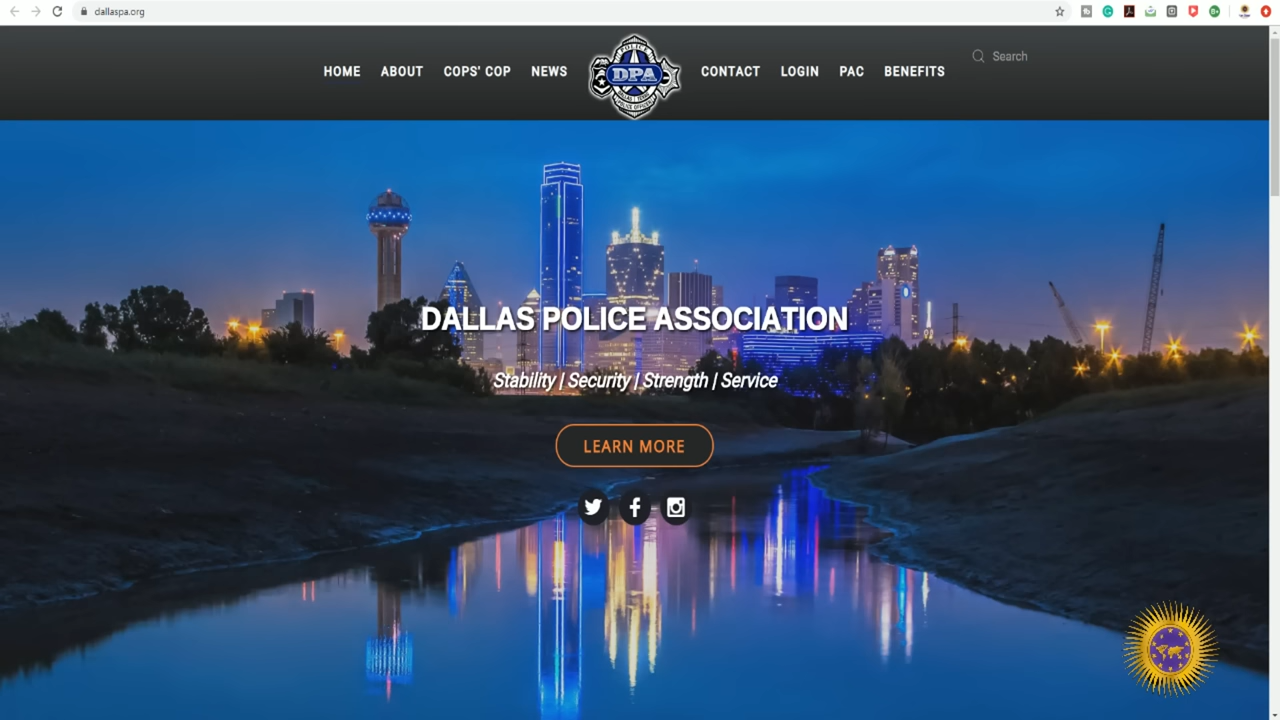 dallaspa.org
HOME ABOUT COPS' COP NEWS
POLICE
DPA
CONTACT LOGIN PAC BENEFITS
Search
DALLAS POLICE ASSOCIATION
Stability | Security | Strength | Service
LEARN MORE